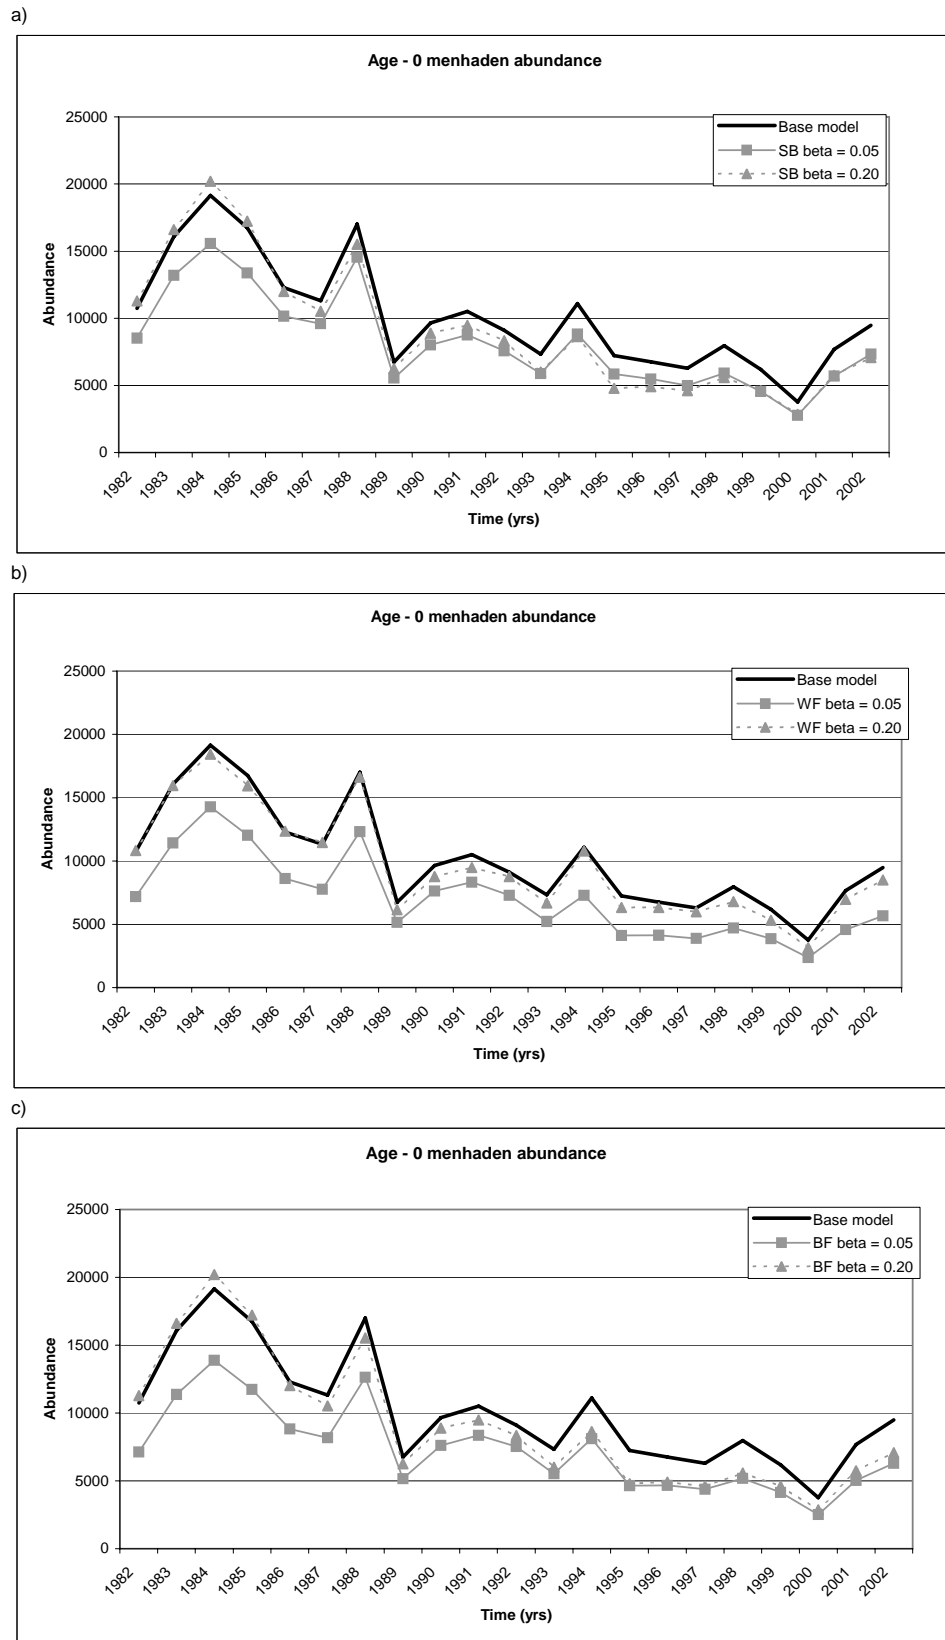 a)
Age - 0 menhaden abundance
25000
20000
15000
10000
5000
0
Abundance
Base model
SB beta = 0.05
SB beta = 0.20
1982 1983 1984 1985 1986 1987 1988 1989 1990 1991 1992 1993 1994 1995 1996 1997 1998 1999 2000 2001 2002
Time (yrs)
b)
Age - 0 menhaden abundance
25000
20000
15000
10000
5000
0
Abundance
Base model
WF beta = 0.05
WF beta = 0.20
1982 1983 1984 1985 1986 1987 1988 1989 1990 1991 1992 1993 1994 1995 1996 1997 1998 1999 2000 2001 2002
Time (yrs)
c)
Age - 0 menhaden abundance
25000
20000
15000
10000
5000
0
Abundance
Base model
BF beta = 0.05
BF beta = 0.20
1982 1983 1984 1985 1986 1987 1988 1989 1990 1991 1992 1993 1994 1995 1996 1997 1998 1999 2000 2001 2002
Time (yrs)